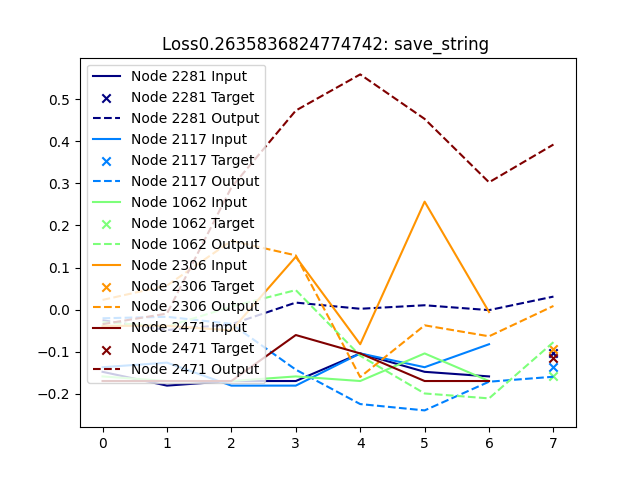 Loss0.2635836824774742: save_string
Node 2281 Input
Node 2281 Target
Node 2281 Output
Node 2117 Input
Node 2117 Target
Node 2117 Output
Node 1062 Input
Node 1062 Target
Node 1062 Output
Node 2306 Input
Node 2306 Target
Node 2306 Output
Node 2471 Input
Node 2471 Target
Node 2471 Output
0.5
0.4
0.3
0.2
0.1
0.0
−0.1
−0.2
0 1 2 3 4 5 6 7